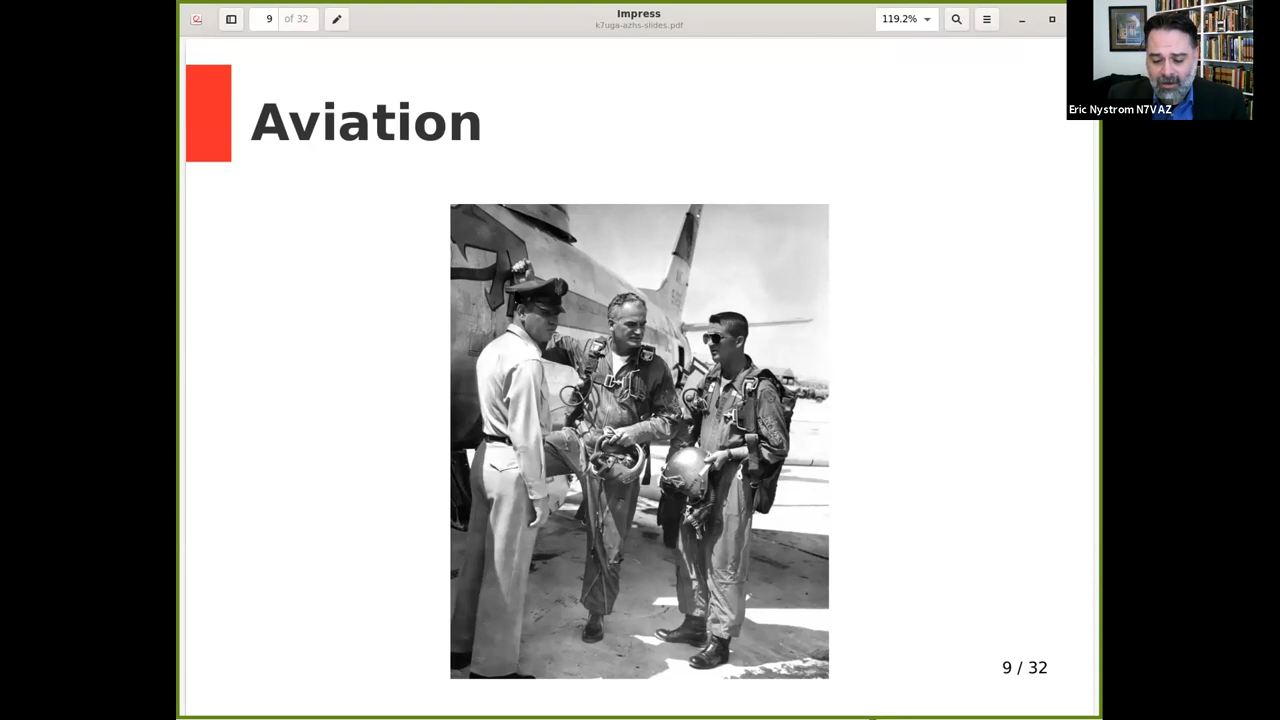 9 of 32
Impress
k7uga-azhs-slides.pdf
119.2%
Eric Nystrom N7VAZ
Aviation
9 / 32